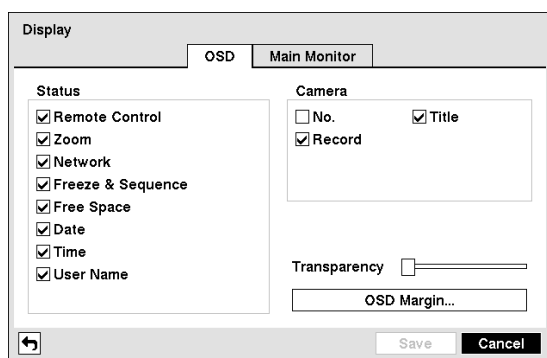 Display
OSD
Main Monitor
Status
Remote Control
Zoom
Network
Freeze & Sequence
Free Space
Date
Time
User Name
Camera
No.
Title
Record
Transparency
OSD Margin...
Save
Cancel